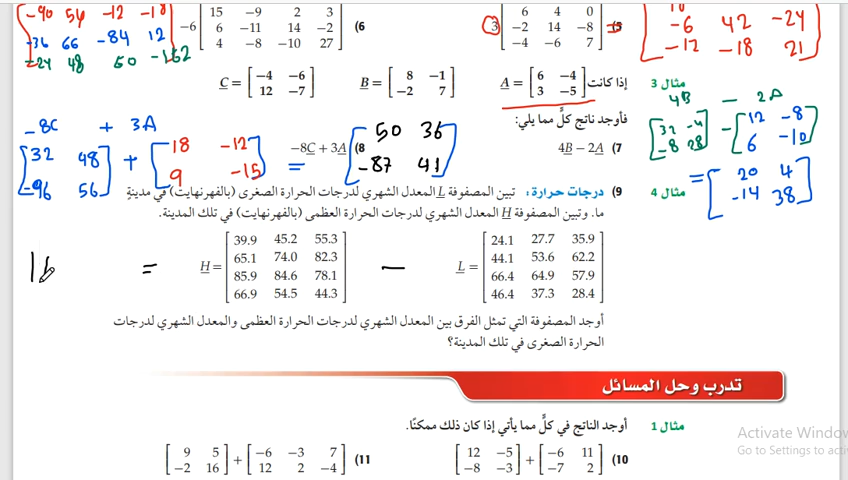 -90 54 -12 -18
-36 66 -84 12
-24 48 60 -162
-6 [15 -9 2 3
6 -11 14 -2
4 -8 -10 27] (6
3 [6 4 0
-2 14 -8
-4 -6 7] = (5
-6 42 -24
-12 -18 21
مثال 3
إذا كانت A = [6 -4
3 -5] B = [8 -1
-2 7] C = [-4 -6
12 -7]
فأوجد ناتج كلٍّ مما يلي:
4B − 2A (7
-8C + 3A (8
4B − 2A
[32 -4
-8 28] − [12 -8
6 -10]
= [20 4
-14 38]
-8C + 3A
[32 48
-96 56] + [18 -12
9 -15] = [50 36
-87 41]
مثال 4
(9 درجات حرارة: تبين المصفوفة L المعدل الشهري لدرجات الحرارة الصغرى (بالفهرنهايت) في مدينةٍ
ما. وتبين المصفوفة H المعدل الشهري لدرجات الحرارة العظمى (بالفهرنهايت) في تلك المدينة.
H = [39.9 45.2 55.3
65.1 74.0 82.3
85.9 84.6 78.1
66.9 54.5 44.3]
−
L = [24.1 27.7 35.9
44.1 53.6 62.2
66.4 64.9 57.9
46.4 37.3 28.4]
=
أوجد المصفوفة التي تمثل الفرق بين المعدل الشهري لدرجات الحرارة العظمى والمعدل الشهري لدرجات
الحرارة الصغرى في تلك المدينة؟
تدرب وحل المسائل
مثال 1
أوجد الناتج في كلٍّ مما يأتي إذا كان ذلك ممكنًا.
[12 -5
-8 -3] + [-6 11
-7 2] (10
[9 5
-2 16] + [-6 -3 7
12 2 -4] (11
Activate Window
Go to Settings to acti